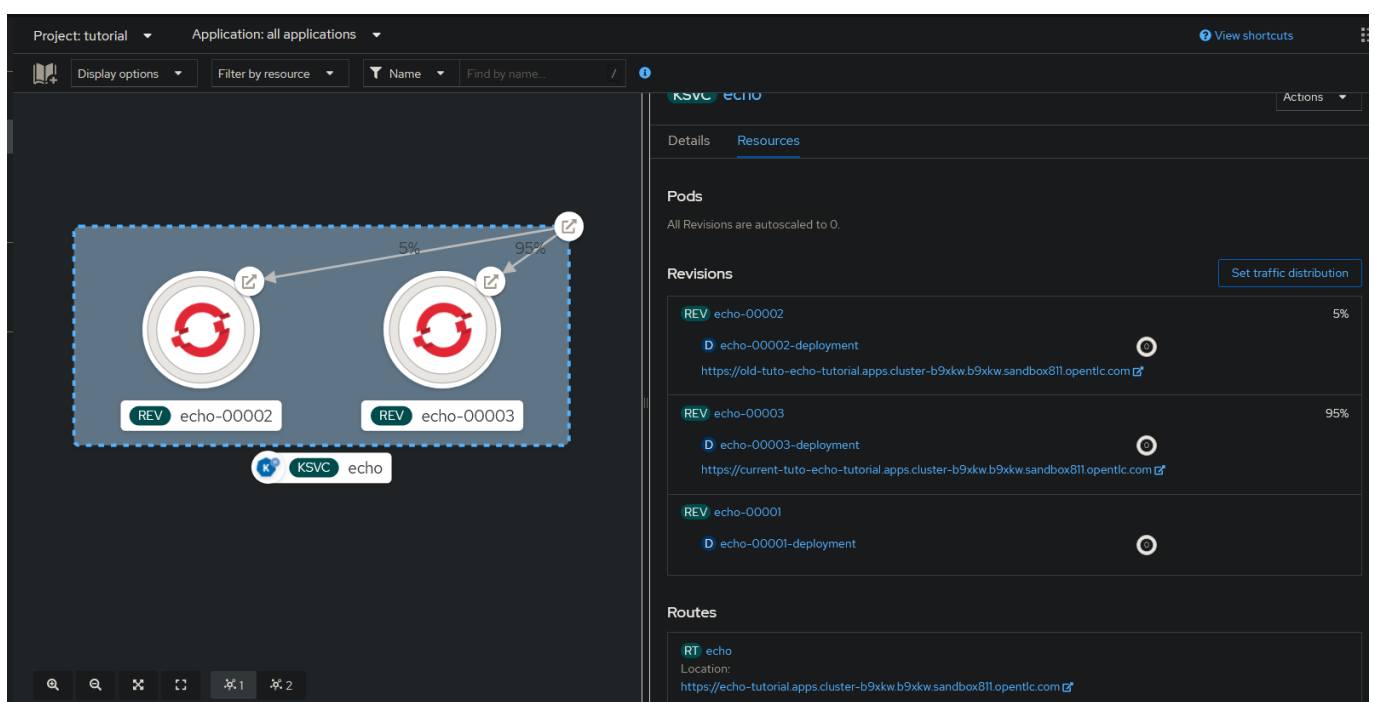 Project: tutorial
Application: all applications
View shortcuts
Display options
Filter by resource
Name
Find by name...
/
KSVC echo
Actions
Details
Resources
Pods
All Revisions are autoscaled to 0.
Revisions
Set traffic distribution
REV echo-00002
5%
D echo-00002-deployment
0
https://old-tuto-echo-tutorial.apps.cluster-b9xkw.b9xkw.sandbox811.opentlc.com
REV echo-00003
95%
D echo-00003-deployment
0
https://current-tuto-echo-tutorial.apps.cluster-b9xkw.b9xkw.sandbox811.opentlc.com
REV echo-00001
D echo-00001-deployment
0
Routes
RT echo
Location:
https://echo-tutorial.apps.cluster-b9xkw.b9xkw.sandbox811.opentlc.com
5%
95%
REV echo-00002
REV echo-00003
K
KSVC echo
1
2